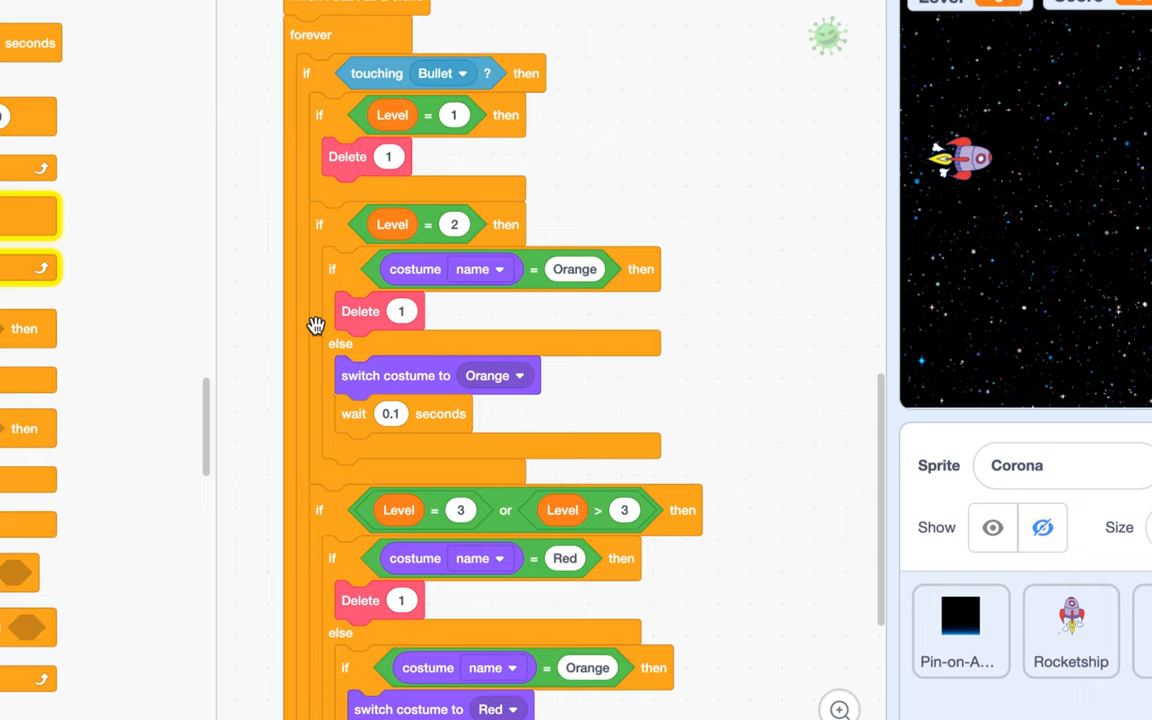 seconds
forever
if touching Bullet ? then
if Level = 1 then
Delete 1
if Level = 2 then
if costume name = Orange then
Delete 1
else
switch costume to Orange
wait 0.1 seconds
if Level = 3 or Level > 3 then
if costume name = Red then
Delete 1
else
if costume name = Orange then
switch costume to Red
then
then
Sprite Corona
Show Size
Pin-on-A... Rocketship